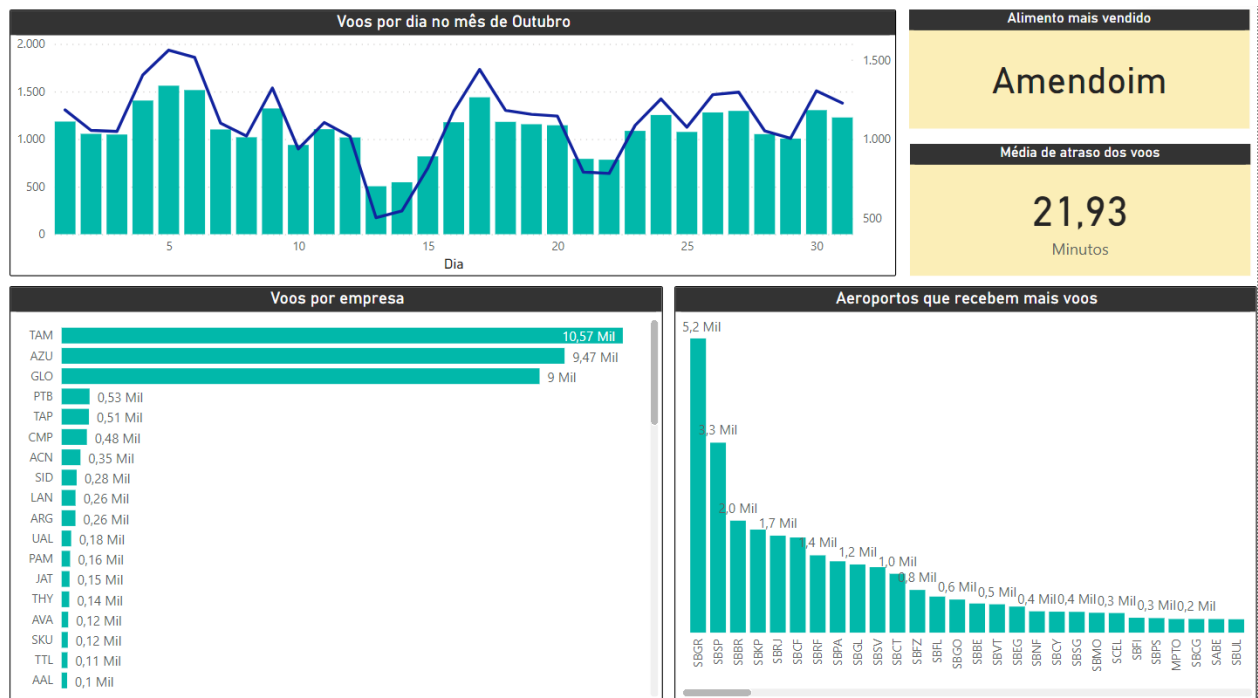 Voos por dia no mês de Outubro
2.000
1.500
1.000
500
0
1.500
1.000
500
5 10 15 20 25 30
Dia
Alimento mais vendido
Amendoim
Média de atraso dos voos
21,93
Minutos
Voos por empresa
TAM 10,57 Mil
AZU 9,47 Mil
GLO 9 Mil
PTB 0,53 Mil
TAP 0,51 Mil
CMP 0,48 Mil
ACN 0,35 Mil
SID 0,28 Mil
LAN 0,26 Mil
ARG 0,26 Mil
UAL 0,18 Mil
PAM 0,16 Mil
JAT 0,15 Mil
THY 0,14 Mil
AVA 0,12 Mil
SKU 0,12 Mil
TTL 0,11 Mil
AAL 0,1 Mil
Aeroportos que recebem mais voos
5,2 Mil
3,3 Mil
2,0 Mil
1,7 Mil
1,4 Mil
1,2 Mil
1,0 Mil
0,8 Mil
0,6 Mil
0,5 Mil
0,4 Mil
0,4 Mil
0,3 Mil
0,3 Mil
0,2 Mil
SBGR
SBSP
SBBR
SBKP
SBRJ
SBCF
SBRF
SBPA
SBGL
SBSV
SBCT
SBFZ
SBFL
SBGO
SBBE
SBVT
SBEG
SBNF
SBCY
SBSG
SBMO
SCEL
SBFI
SBPS
MPTO
SBCG
SABE
SBUL